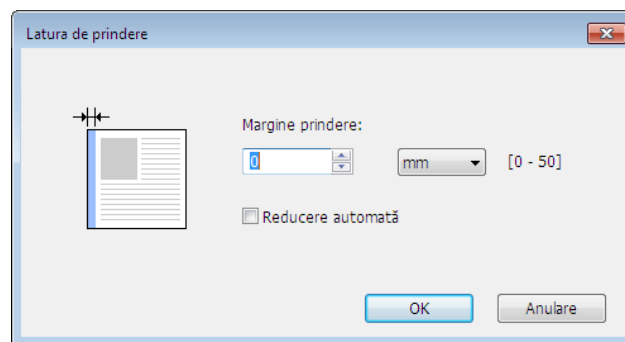 Latura de prindere
Margine prindere:
0
mm
[0 - 50]
Reducere automată
OK
Anulare